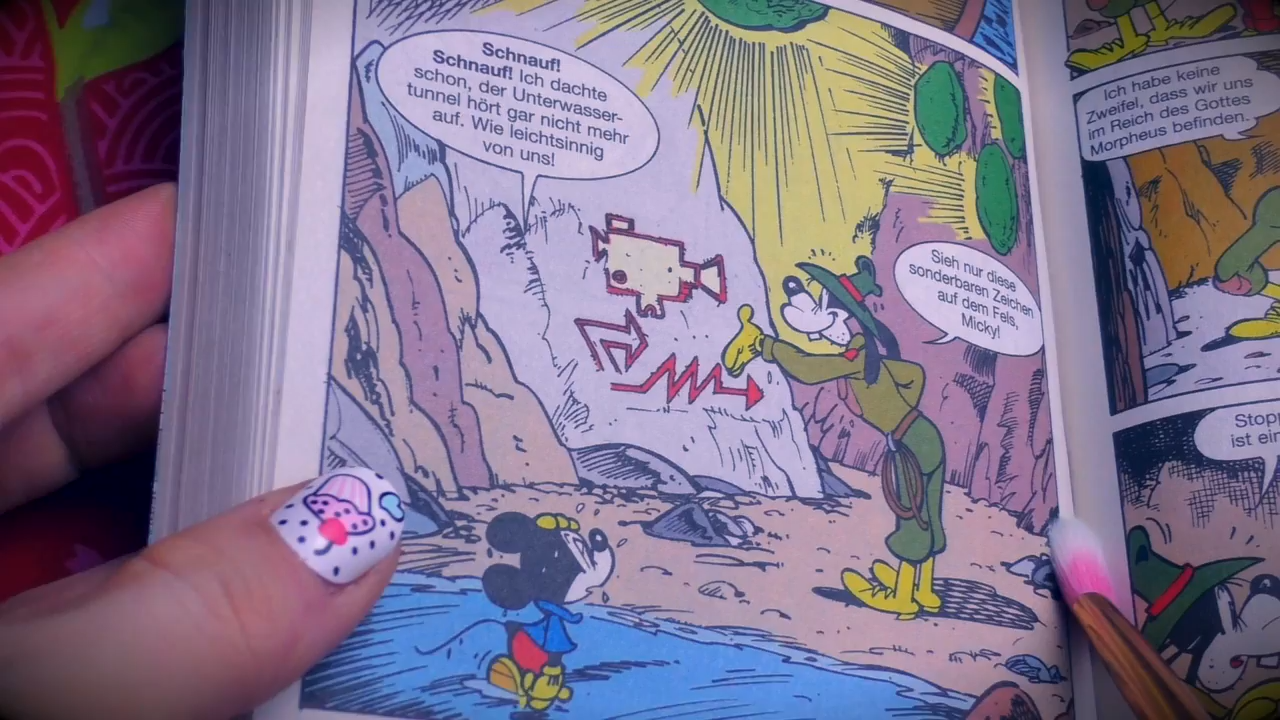 Schnauf!
Schnauf! Ich dachte
schon, der Unterwasser-
tunnel hört gar nicht mehr
auf. Wie leichtsinnig
von uns!
Sieh nur diese
sonderbaren Zeichen
auf dem Fels,
Micky!
Ich habe keine
Zweifel, dass wir uns
im Reich des Gottes
Morpheus befinden.
ist